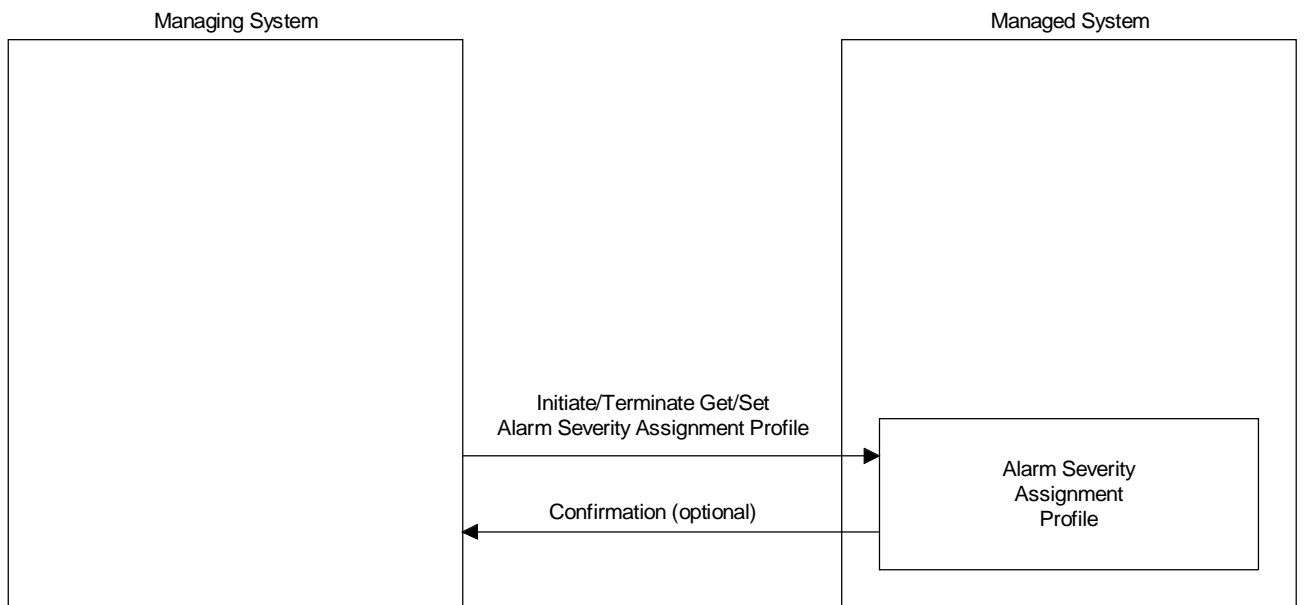 Managing System
Managed System
Initiate/Terminate Get/Set
Alarm Severity Assignment Profile
Alarm Severity
Assignment
Profile
Confirmation (optional)